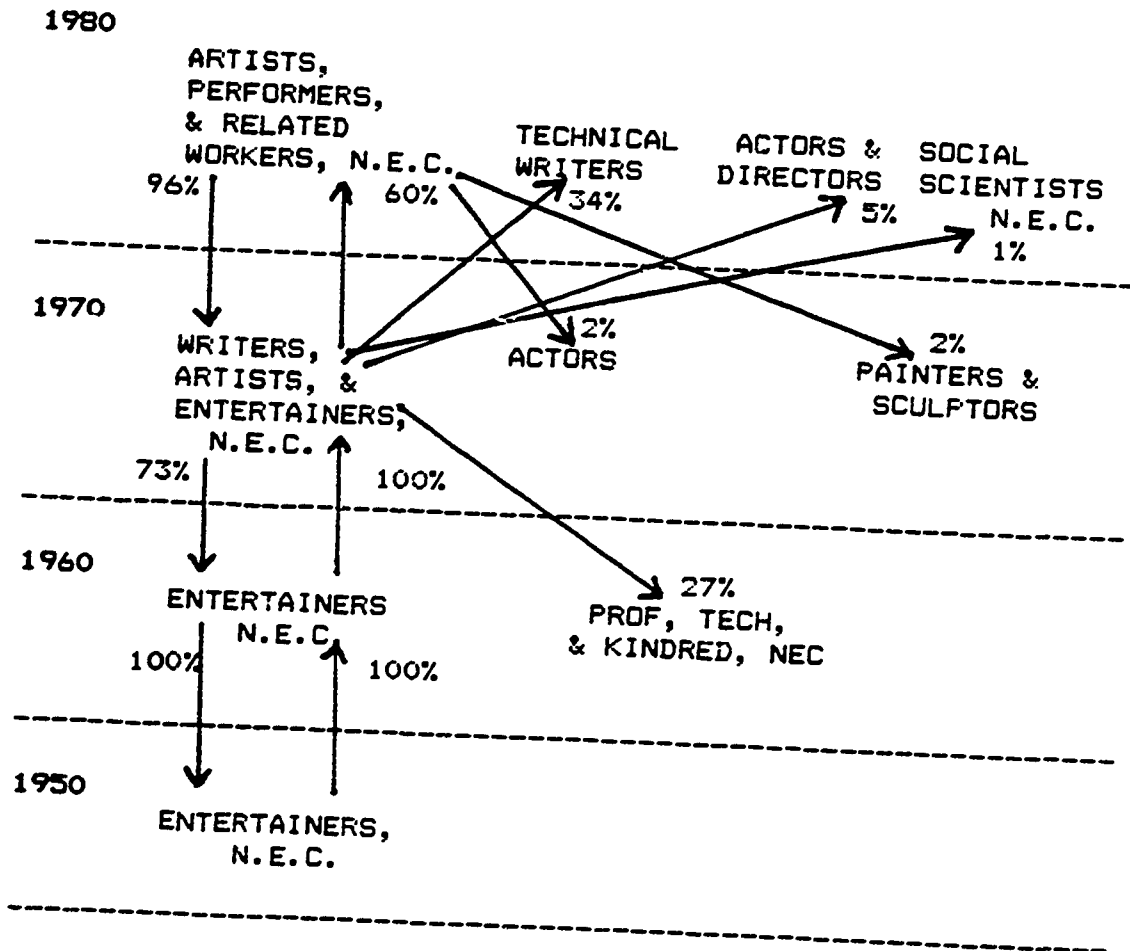 1980
ARTISTS,
PERFORMERS,
& RELATED
WORKERS, N.E.C.
TECHNICAL
WRITERS
ACTORS &
DIRECTORS
SOCIAL
SCIENTISTS
N.E.C.
96%
60%
34%
5%
1%
1970
WRITERS,
ARTISTS, &
ENTERTAINERS,
N.E.C.
2%
ACTORS
2%
PAINTERS &
SCULPTORS
73%
100%
1960
ENTERTAINERS
N.E.C.
27%
PROF, TECH,
& KINDRED, NEC
100%
100%
1950
ENTERTAINERS,
N.E.C.